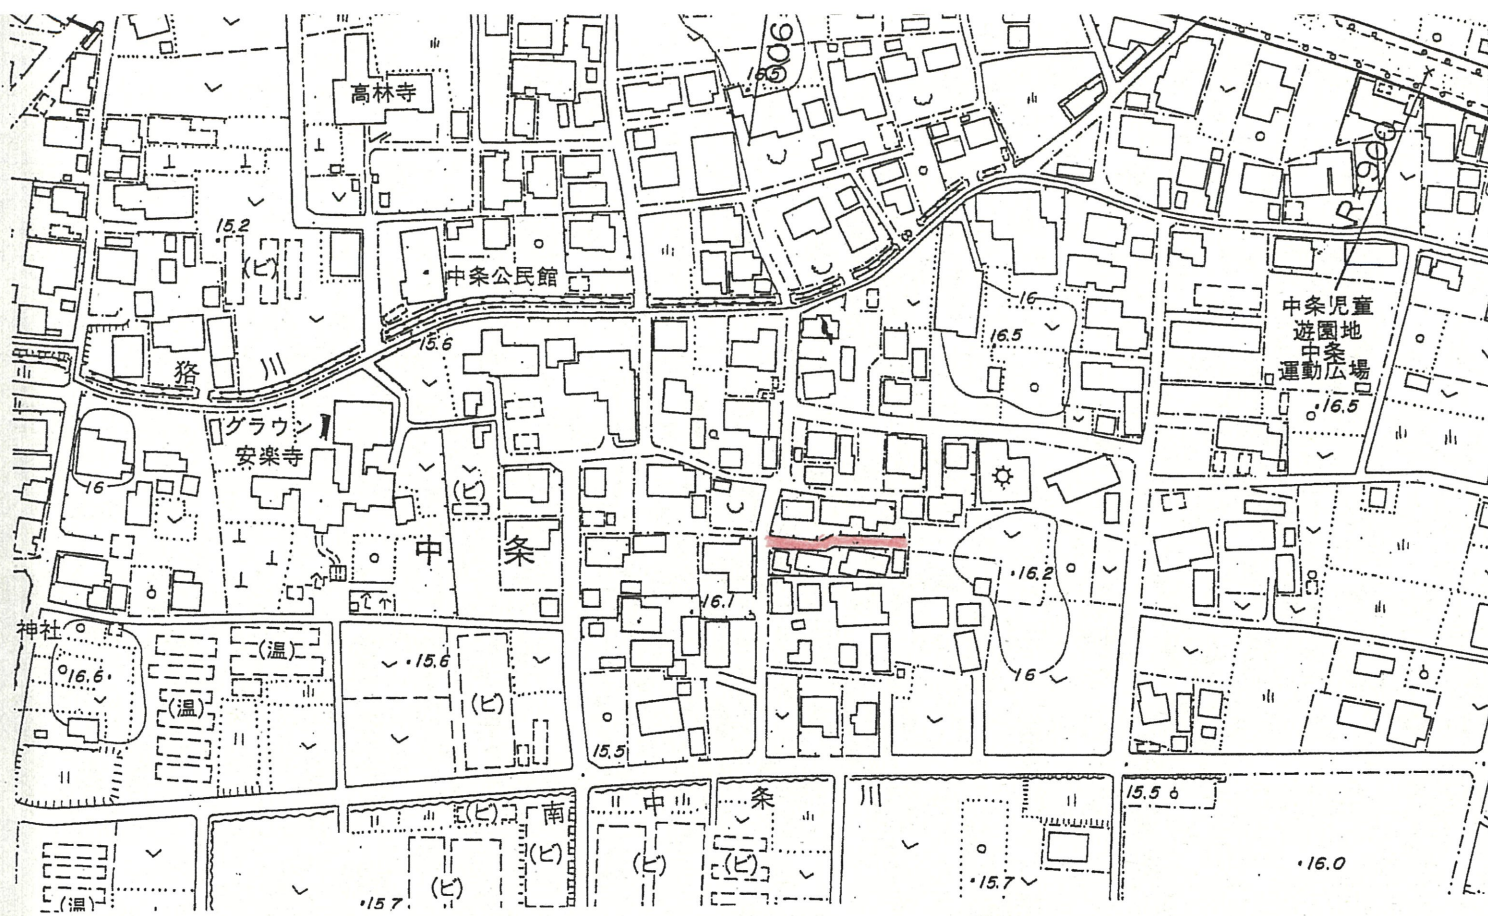 R=900
15.5
高林寺
15.2
(ビ)
中条公民館
15.6
16
16.5
中条児童
遊園地
中条
運動広場
16.5
川
グラウン
安楽寺
16
(ビ)
中条
16.2
16.1
神社
16.6
(温)
(温)
15.6
(ビ)
16
15.5
南中条川
15.5
(ビ)
(ビ)
(ビ)
(ビ)
(ビ)
15.7
15.7
16.0
(温)